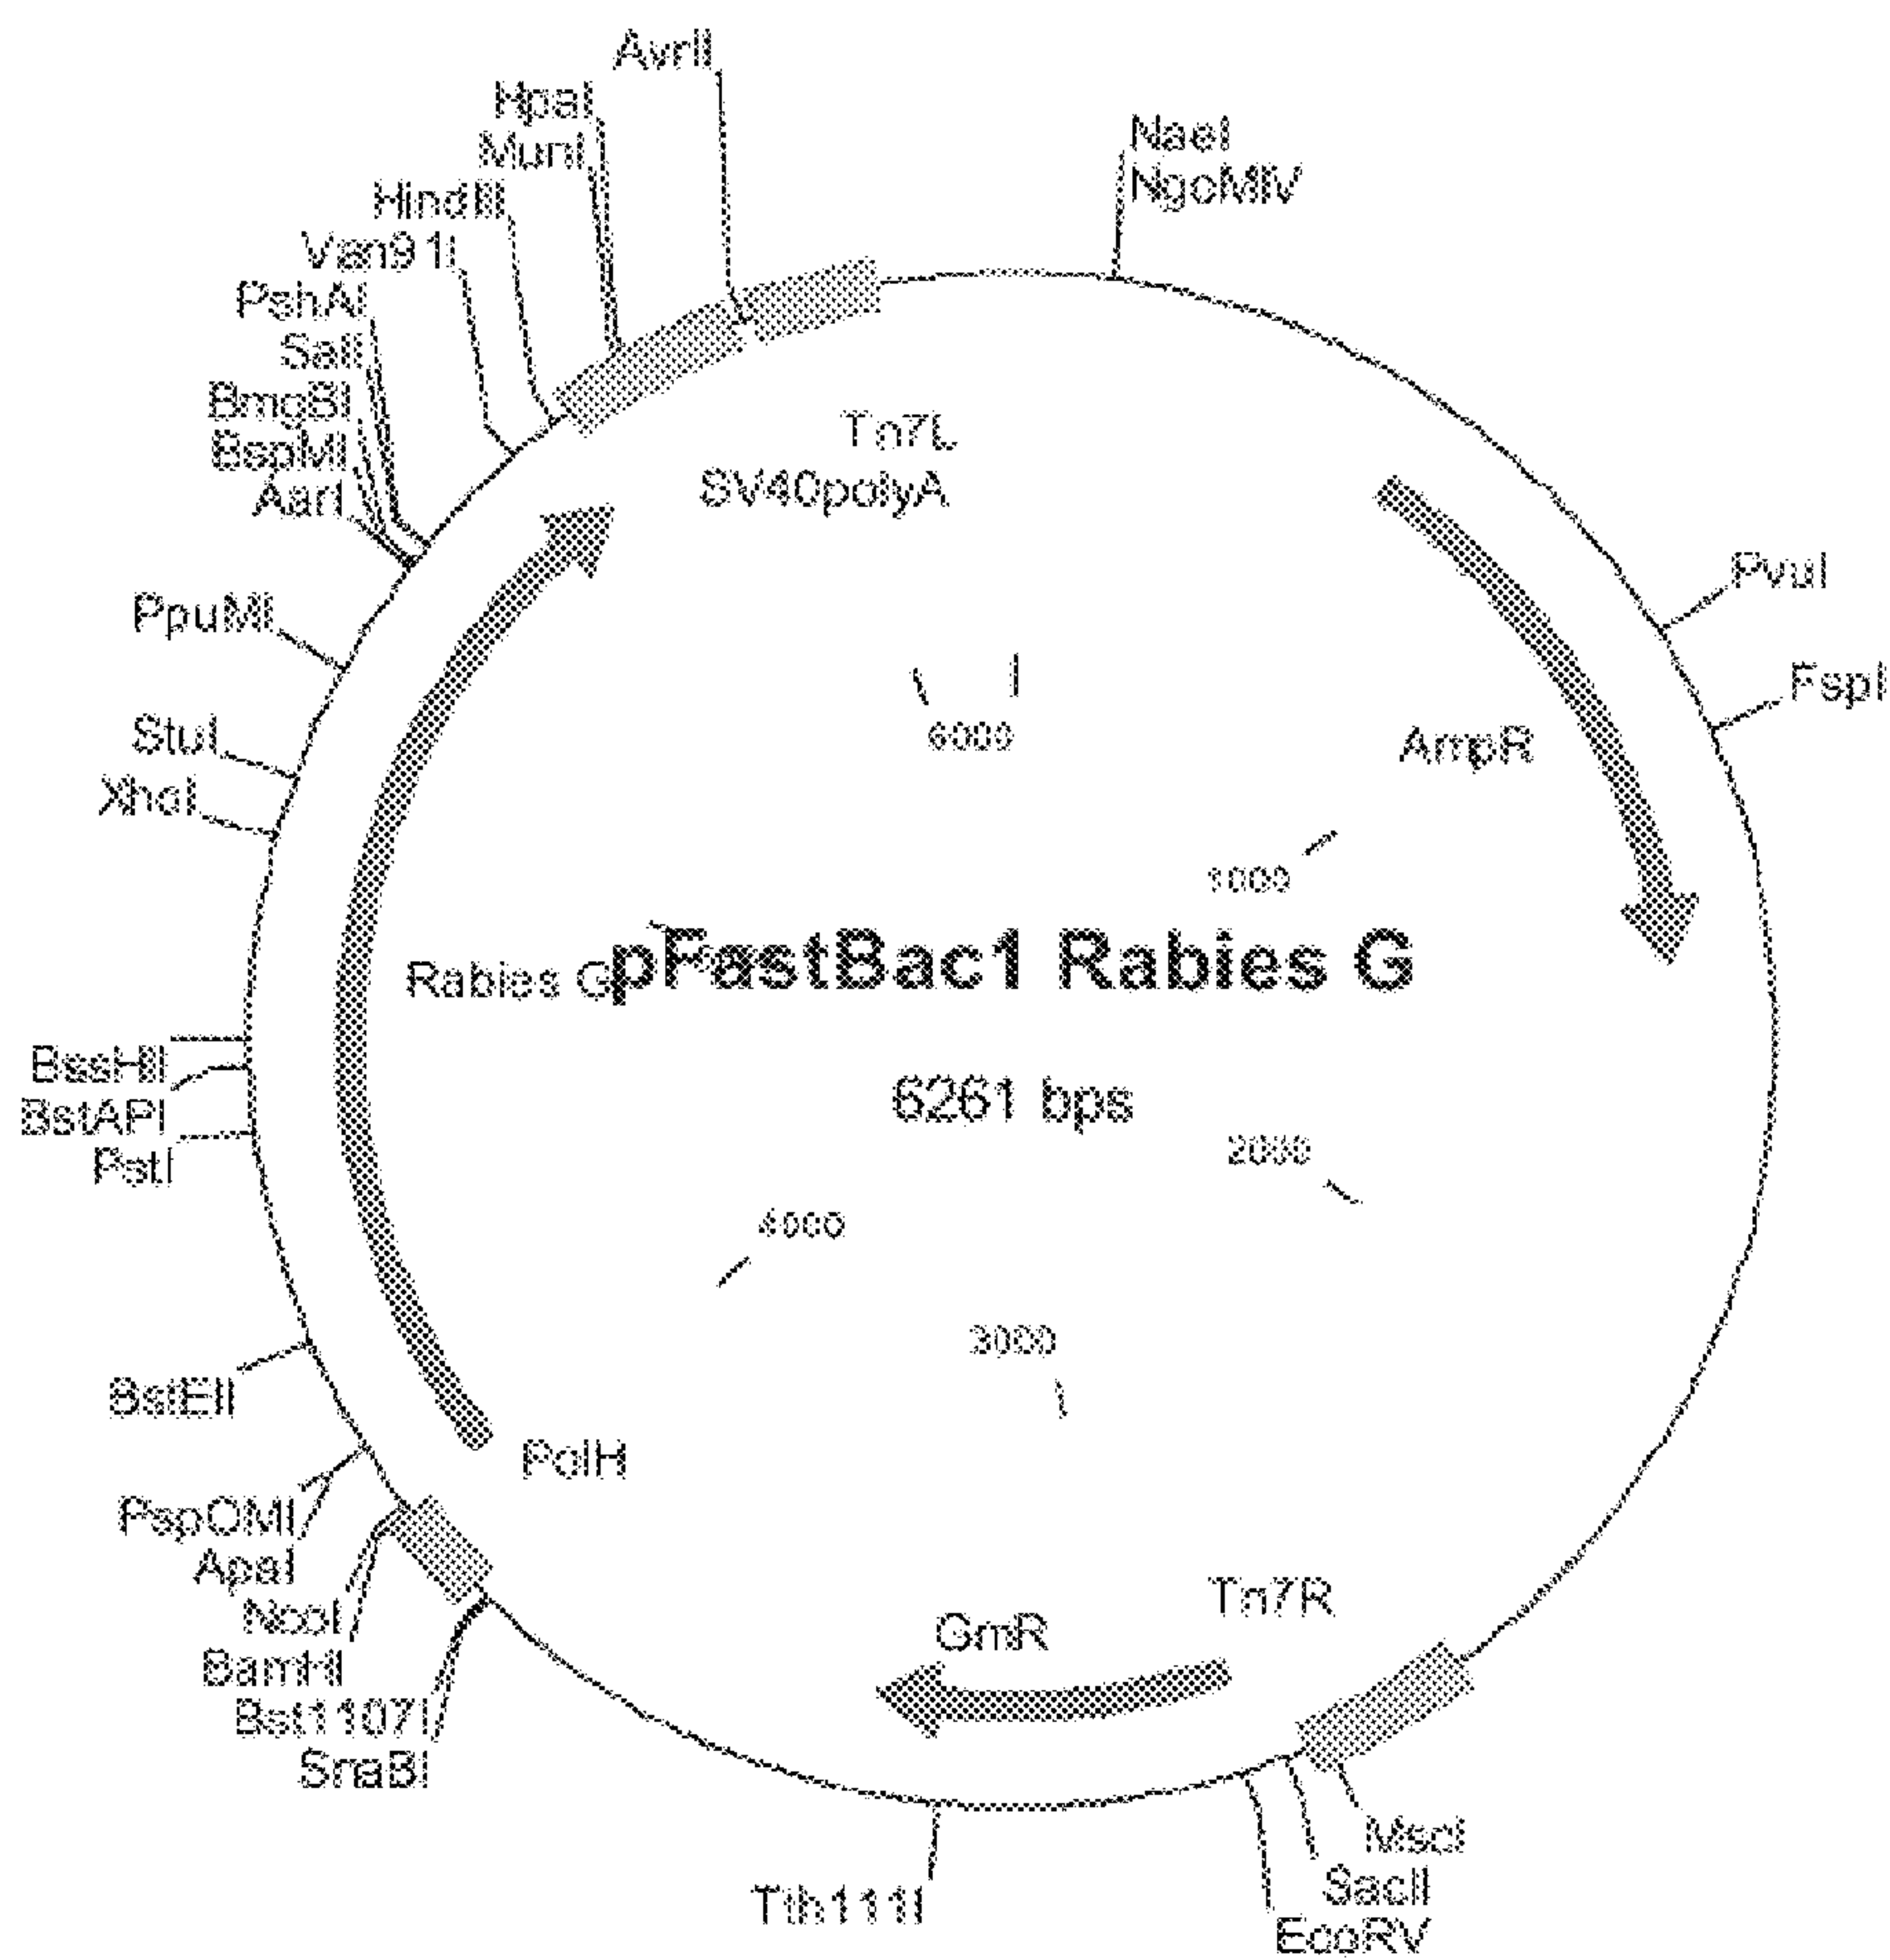 AvrII
HpaI
MunI
NaeI
NgoMIV
HindIII
Van91I
PshAI
SalI
BmgBI
BspMI
AarI
Tn7L
SV40polyA
PpuMI
PvuI
FspI
StuI
XhoI
6000
AmpR
1000
Rabies G
pFastBac1 Rabies G
BssHII
BstAPI
PstI
6261 bps
2000
4000
3000
BstEII
PolH
PspOMI
ApaI
NcoI
BamHI
Bst1107I
SnaBI
GmR
Tn7R
MscI
SacII
EcoRV
Tth111I